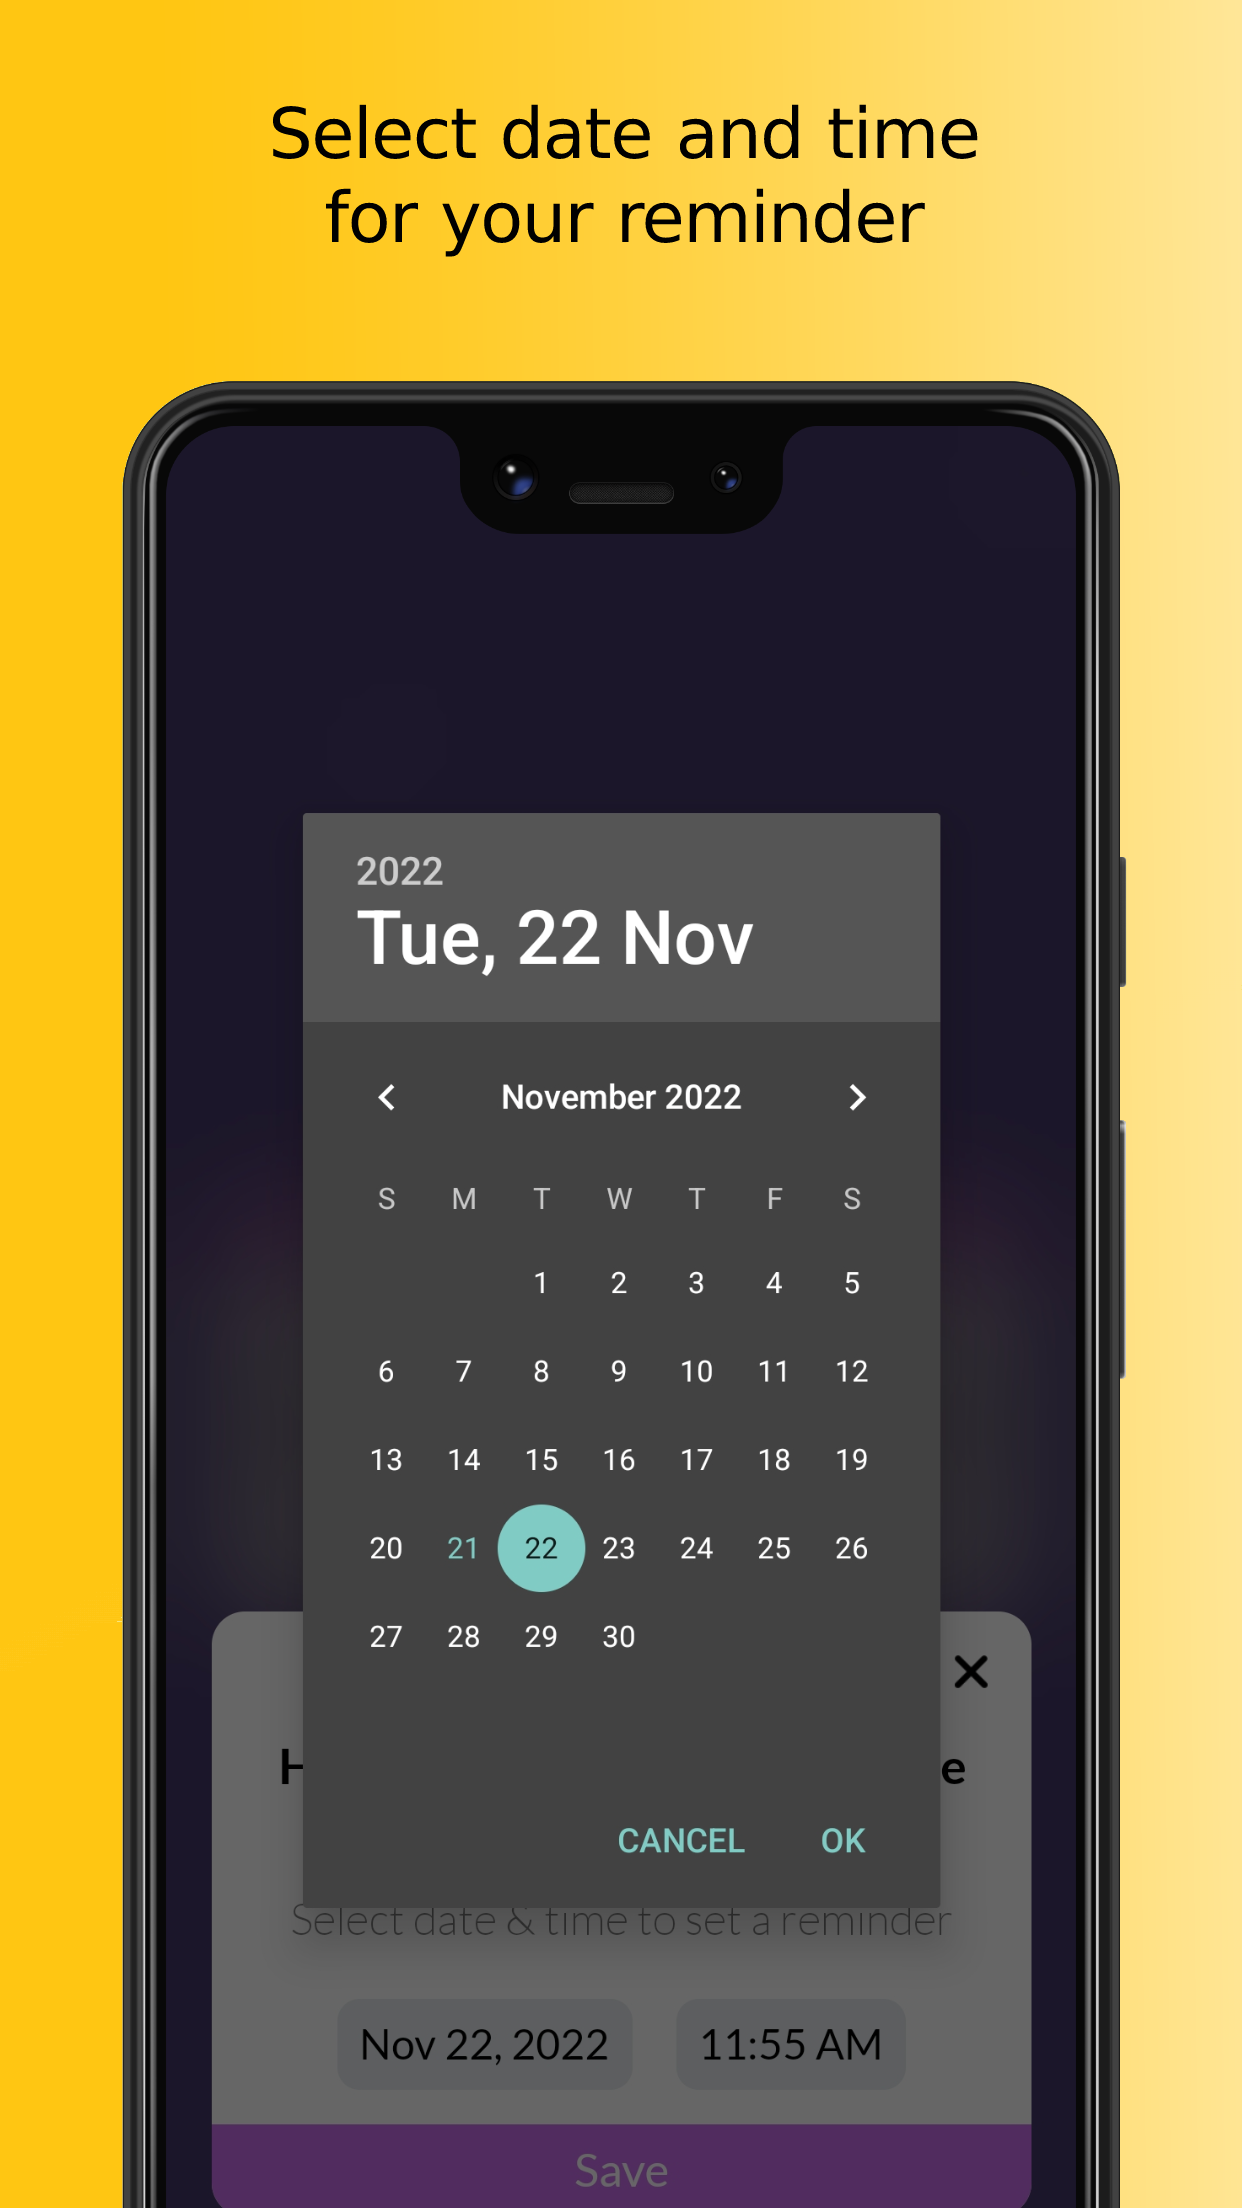 Select date and time
for your reminder
2022
Tue, 22 Nov
November 2022
S M T W T F S
1 2 3 4 5
6 7 8 9 10 11 12
13 14 15 16 17 18 19
20 21 22 23 24 25 26
27 28 29 30
CANCEL OK
Select date & time to set a reminder
Nov 22, 2022 11:55 AM
Save